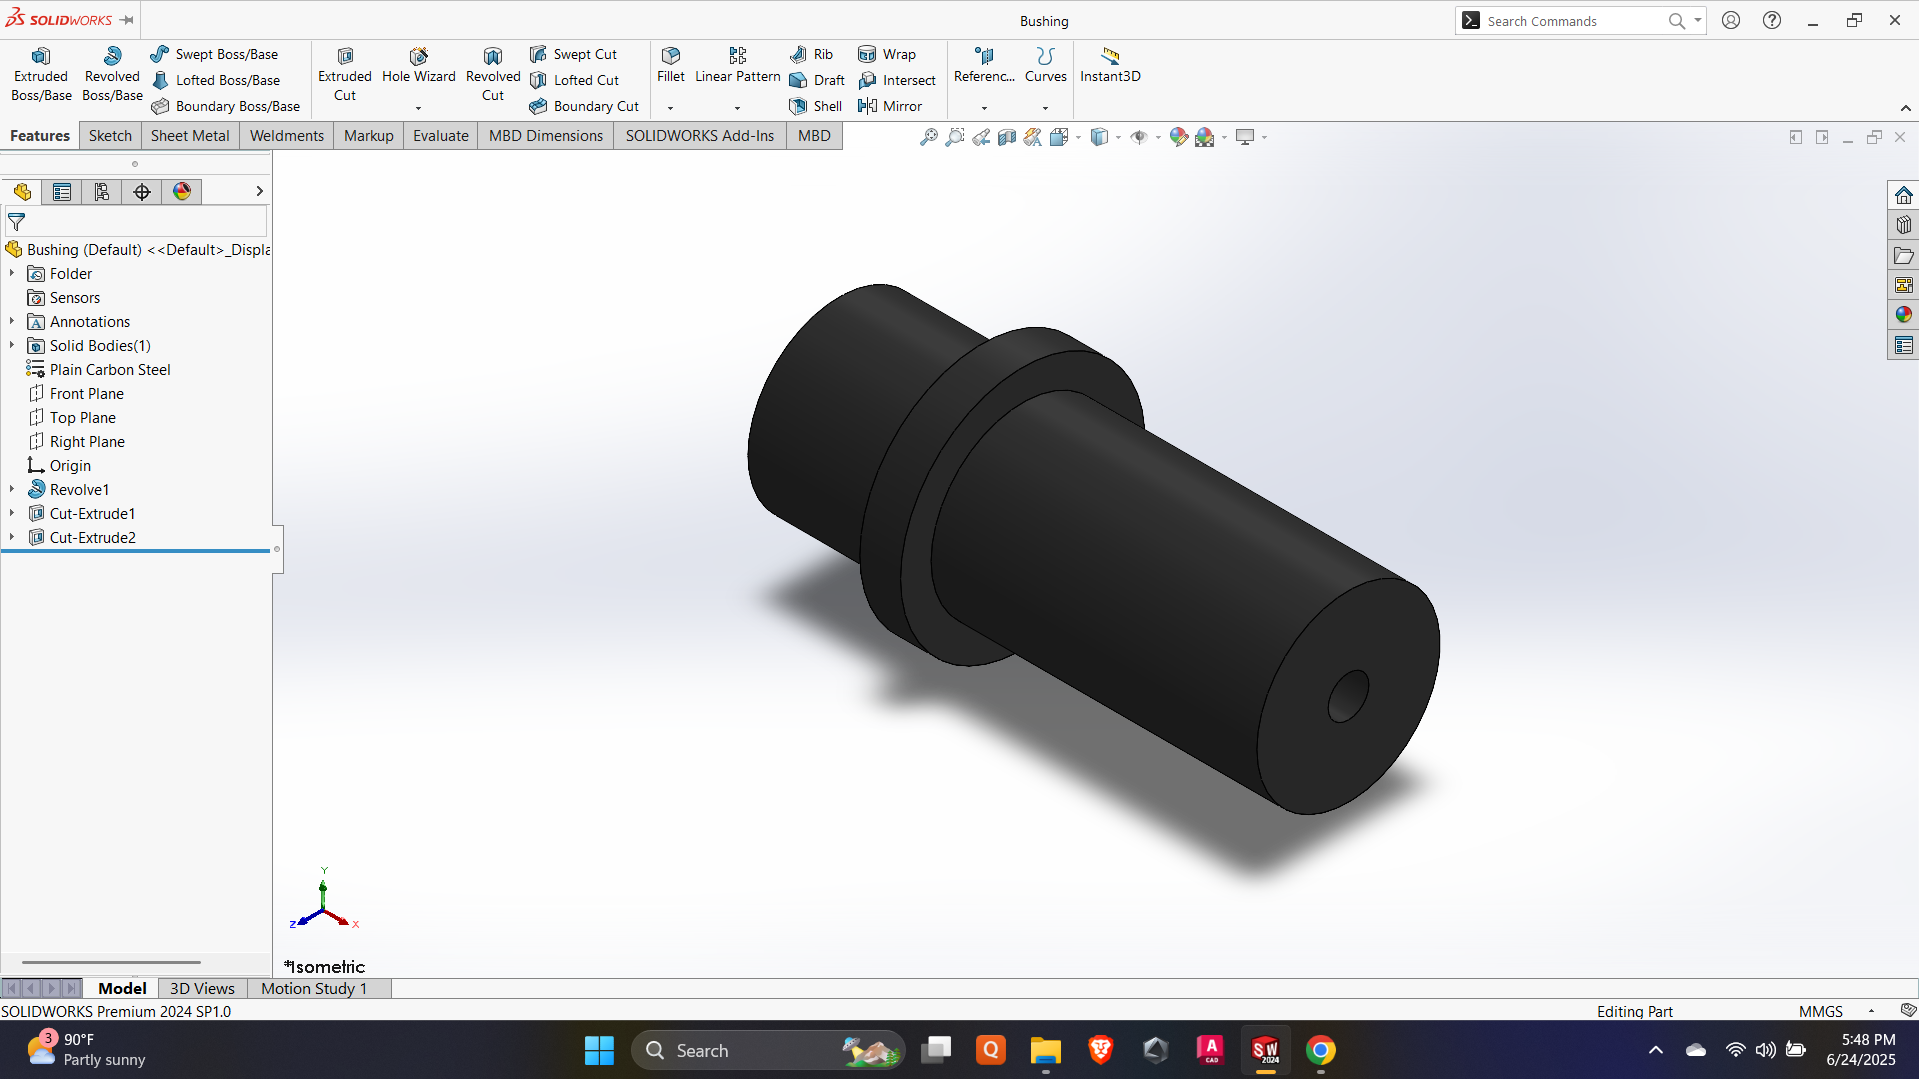 SOLIDWORKS
Bushing
Search Commands
Extruded Boss/Base
Revolved Boss/Base
Swept Boss/Base
Lofted Boss/Base
Boundary Boss/Base
Extruded Cut
Hole Wizard
Revolved Cut
Swept Cut
Lofted Cut
Boundary Cut
Fillet
Linear Pattern
Rib
Draft
Shell
Wrap
Intersect
Mirror
Referenc...
Curves
Instant3D
Features
Sketch
Sheet Metal
Weldments
Markup
Evaluate
MBD Dimensions
SOLIDWORKS Add-Ins
MBD
Bushing (Default) <<Default>_Displa
Folder
Sensors
Annotations
Solid Bodies(1)
Plain Carbon Steel
Front Plane
Top Plane
Right Plane
Origin
Revolve1
Cut-Extrude1
Cut-Extrude2
Y
Z
X
*Isometric
Model
3D Views
Motion Study 1
SOLIDWORKS Premium 2024 SP1.0
Editing Part
MMGS
3
90°F
Partly sunny
Search
Q
A
CAD
SW
2024
5:48 PM
6/24/2025